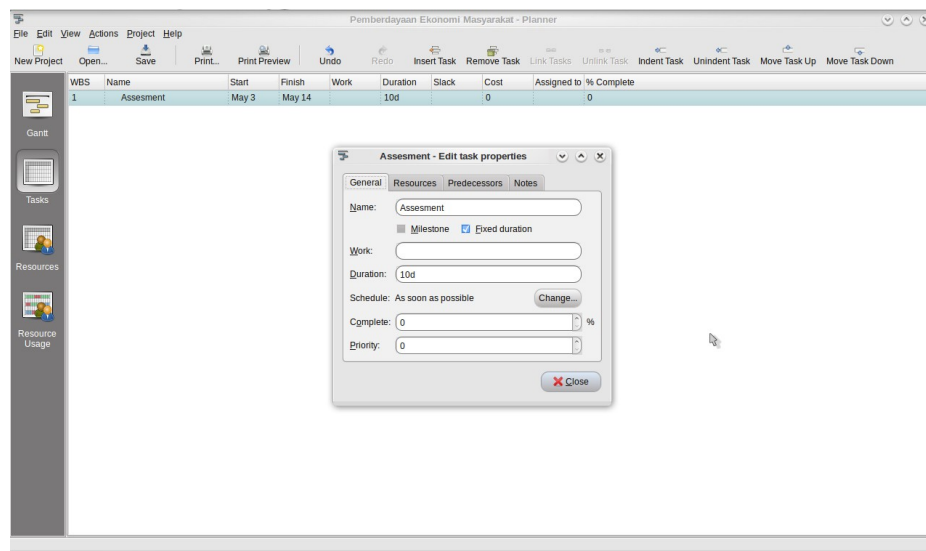 Pemberdayaan Ekonomi Masyarakat - Planner
File Edit View Actions Project Help
New Project Open... Save Print... Print Preview Undo Redo Insert Task Remove Task Link Tasks Unlink Task Indent Task Unindent Task Move Task Up Move Task Down
WBS Name Start Finish Work Duration Slack Cost Assigned to % Complete
1 Assesment May 3 May 14 10d 0 0
Gantt
Tasks
Resources
Resource
Usage
Assesment - Edit task properties
General Resources Predecessors Notes
Name: Assesment
Milestone Fixed duration
Work:
Duration: 10d
Schedule: As soon as possible Change...
Complete: 0 %
Priority: 0
Close